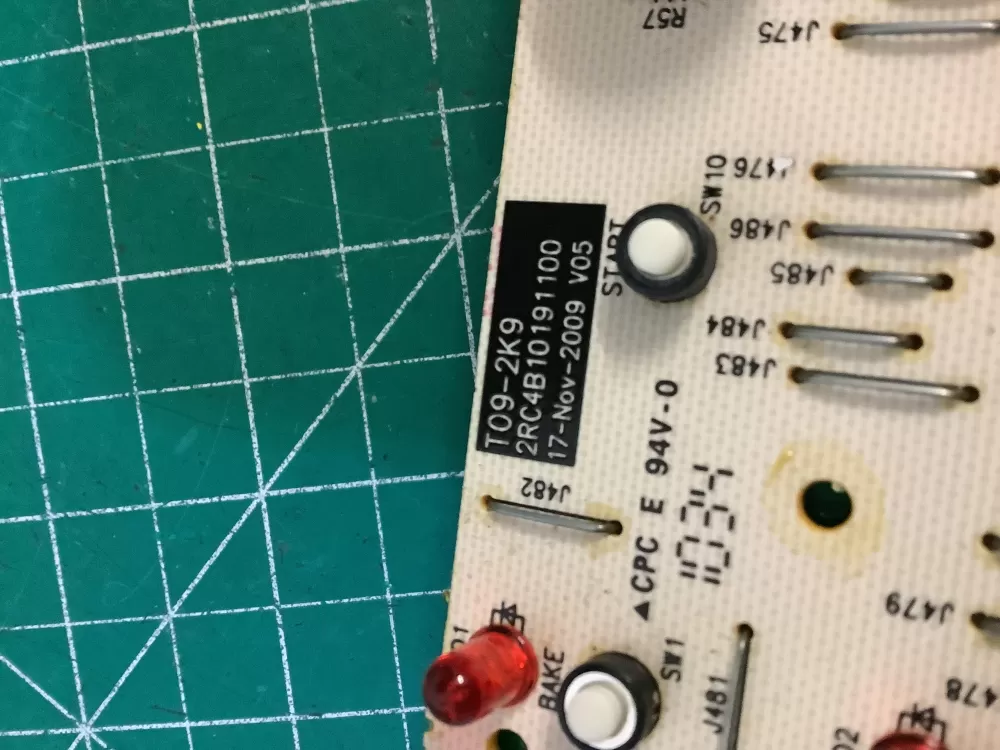 R57
J475
SW10
J476
J486
START
J485
J484
J483
T09-2K9
2RC4B10191100
17-Nov-2009 V05
J482
▲CPC E 94V-0
J479
BAKE
SW1
J481